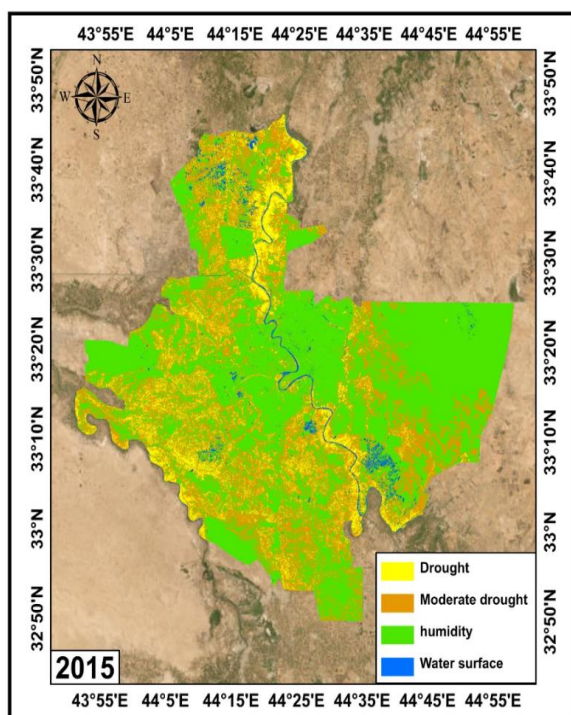 43°55'E 44°5'E 44°15'E 44°25'E 44°35'E 44°45'E 44°55'E
N
W E
S
33°50'N 33°50'N
33°40'N 33°40'N
33°30'N 33°30'N
33°20'N 33°20'N
33°10'N 33°10'N
33°N 33°N
32°50'N 32°50'N
Drought
Moderate drought
humidity
Water surface
2015
43°55'E 44°5'E 44°15'E 44°25'E 44°35'E 44°45'E 44°55'E